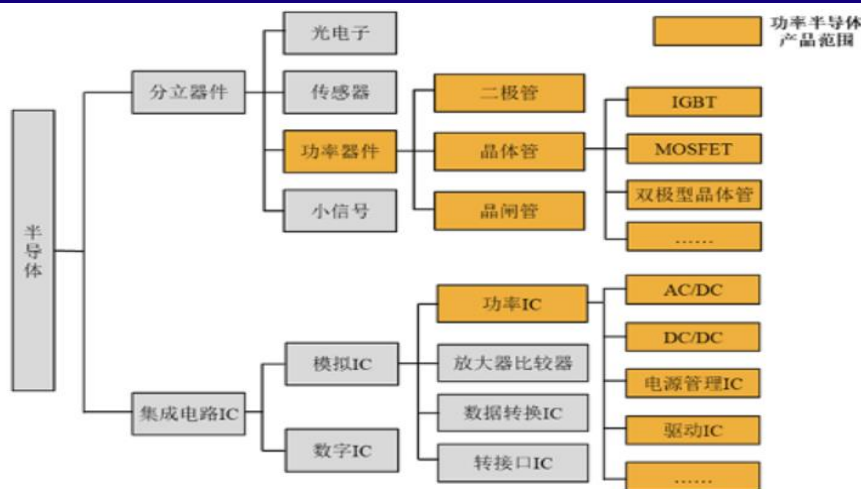 光电子
功率半导体
产品范围
分立器件
传感器
二极管
IGBT
功率器件
晶体管
MOSFET
双极型晶体管
小信号
晶闸管
……
半导体
功率IC
AC/DC
模拟IC
放大器比较器
DC/DC
电源管理IC
集成电路IC
数据转换IC
驱动IC
数字IC
转接口IC
……